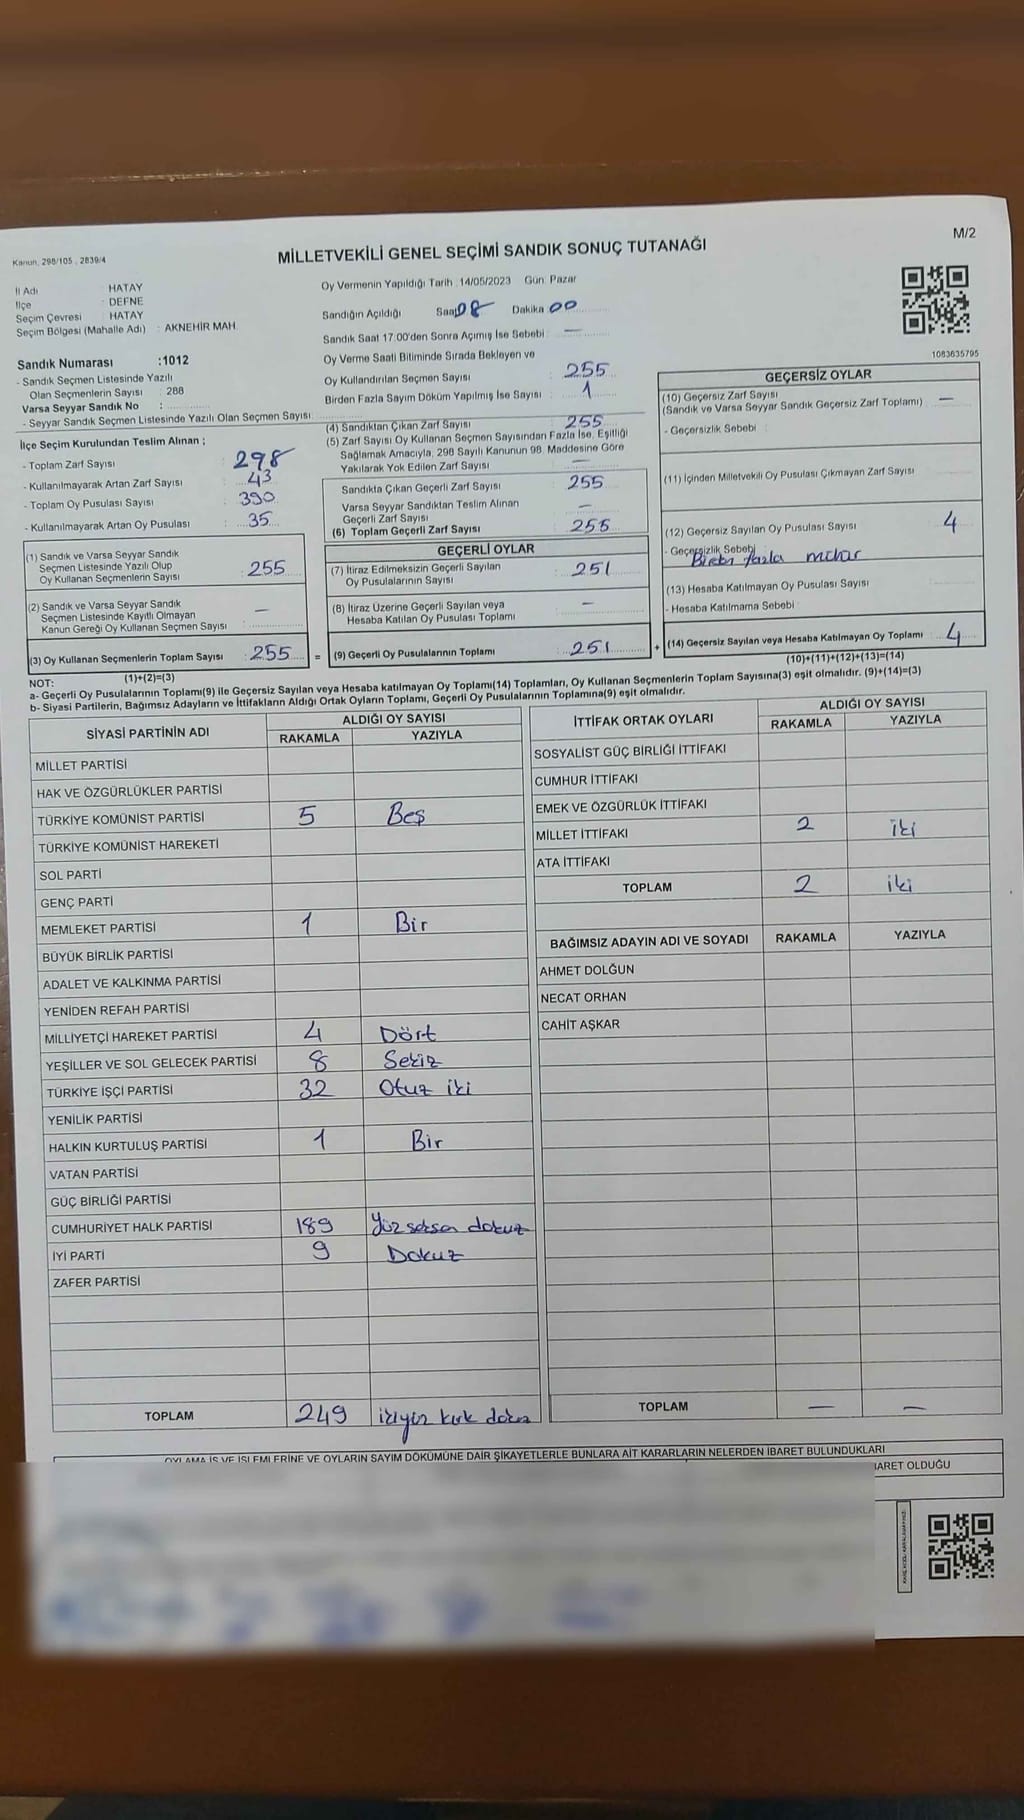 Kanun: 298/105 , 2839/4
MİLLETVEKİLİ GENEL SEÇİMİ SANDIK SONUÇ TUTANAĞI
M/2
İl Adı : HATAY
İlçe : DEFNE
Seçim Çevresi : HATAY
Seçim Bölgesi (Mahalle Adı) : AKNEHİR MAH.
Sandık Numarası :1012
- Sandık Seçmen Listesinde Yazılı
Olan Seçmenlerin Sayısı : 288
Varsa Seyyar Sandık No :
- Seyyar Sandık Seçmen Listesinde Yazılı Olan Seçmen Sayısı:
İlçe Seçim Kurulundan Teslim Alınan ;
- Toplam Zarf Sayısı : 298
- Kullanılmayarak Artan Zarf Sayısı : 43
- Toplam Oy Pusulası Sayısı : 390
- Kullanılmayarak Artan Oy Pusulası : 35
(1) Sandık ve Varsa Seyyar Sandık
Seçmen Listesinde Yazılı Olup
Oy Kullanan Seçmenlerin Sayısı : 255
(2) Sandık ve Varsa Seyyar Sandık
Seçmen Listesinde Kayıtlı Olmayan
Kanun Gereği Oy Kullanan Seçmen Sayısı : —
(3) Oy Kullanan Seçmenlerin Toplam Sayısı : 255
(1)+(2)=(3)
Oy Vermenin Yapıldığı Tarih :14/05/2023 Gün: Pazar
Sandığın Açıldığı Saat 08 Dakika 00
Sandık Saat 17:00'den Sonra Açımış İse Sebebi : —
Oy Verme Saati Bitiminde Sırada Bekleyen ve
Oy Kullandırılan Seçmen Sayısı : 255
Birden Fazla Sayım Döküm Yapılmış İse Sayısı : 1
(4) Sandıktan Çıkan Zarf Sayısı : 255
(5) Zarf Sayısı Oy Kullanan Seçmen Sayısından Fazla İse, Eşitliği
Sağlamak Amacıyla, 298 Sayılı Kanunun 98. Maddesine Göre
Yakılarak Yok Edilen Zarf Sayısı : —
Sandıkta Çıkan Geçerli Zarf Sayısı : 255
Varsa Seyyar Sandıktan Teslim Alınan
Geçerli Zarf Sayısı : —
(6) Toplam Geçerli Zarf Sayısı : 255
GEÇERLİ OYLAR
(7) İtiraz Edilmeksizin Geçerli Sayılan
Oy Pusulalarının Sayısı : 251
(8) İtiraz Üzerine Geçerli Sayılan veya
Hesaba Katılan Oy Pusulası Toplamı : —
= (9) Geçerli Oy Pusulalarının Toplamı : 251
1083635795
GEÇERSİZ OYLAR
(10) Geçersiz Zarf Sayısı
(Sandık ve Varsa Seyyar Sandık Geçersiz Zarf Toplamı) : —
- Geçersizlik Sebebi :
(11) İçinden Milletvekili Oy Pusulası Çıkmayan Zarf Sayısı
(12) Geçersiz Sayılan Oy Pusulası Sayısı 4
- Geçersizlik Sebebi : Birden fazla mühür
(13) Hesaba Katılmayan Oy Pusulası Sayısı
- Hesaba Katılmama Sebebi :
+ (14) Geçersiz Sayılan veya Hesaba Katılmayan Oy Toplamı : 4
(10)+(11)+(12)+(13)=(14)
NOT:
a- Geçerli Oy Pusulalarının Toplamı(9) ile Geçersiz Sayılan veya Hesaba katılmayan Oy Toplamı(14) Toplamları, Oy Kullanan Seçmenlerin Toplam Sayısına(3) eşit olmalıdır. (9)+(14)=(3)
b- Siyasi Partilerin, Bağımsız Adayların ve İttifakların Aldığı Ortak Oyların Toplamı, Geçerli Oy Pusulalarının Toplamına(9) eşit olmalıdır.
SİYASİ PARTİNİN ADI ALDIĞI OY SAYISI
RAKAMLA YAZIYLA
MİLLET PARTİSİ
HAK VE ÖZGÜRLÜKLER PARTİSİ
TÜRKİYE KOMÜNİST PARTİSİ 5 Beş
TÜRKİYE KOMÜNİST HAREKETİ
SOL PARTİ
GENÇ PARTİ
MEMLEKET PARTİSİ 1 Bir
BÜYÜK BİRLİK PARTİSİ
ADALET VE KALKINMA PARTİSİ
YENİDEN REFAH PARTİSİ
MİLLİYETÇİ HAREKET PARTİSİ 4 Dört
YEŞİLLER VE SOL GELECEK PARTİSİ 8 Sekiz
TÜRKİYE İŞÇİ PARTİSİ 32 Otuz iki
YENİLİK PARTİSİ
HALKIN KURTULUŞ PARTİSİ 1 Bir
VATAN PARTİSİ
GÜÇ BİRLİĞİ PARTİSİ
CUMHURİYET HALK PARTİSİ 189 Yüz seksen dokuz
İYİ PARTİ 9 Dokuz
ZAFER PARTİSİ
TOPLAM 249 ikiyüz kırk dokuz
İTTİFAK ORTAK OYLARI ALDIĞI OY SAYISI
RAKAMLA YAZIYLA
SOSYALİST GÜÇ BİRLİĞİ İTTİFAKI
CUMHUR İTTİFAKI
EMEK VE ÖZGÜRLÜK İTTİFAKI
MİLLET İTTİFAKI 2 iki
ATA İTTİFAKI
TOPLAM 2 iki
BAĞIMSIZ ADAYIN ADI VE SOYADI RAKAMLA YAZIYLA
AHMET DOLĞUN
NECAT ORHAN
CAHİT AŞKAR
TOPLAM — —
OYLAMA İŞ VE İŞLEMLERİNE VE OYLARIN SAYIM DÖKÜMÜNE DAİR ŞİKAYETLERLE BUNLARA AİT KARARLARIN NELERDEN İBARET BULUNDUKLARI
BARET OLDUĞU